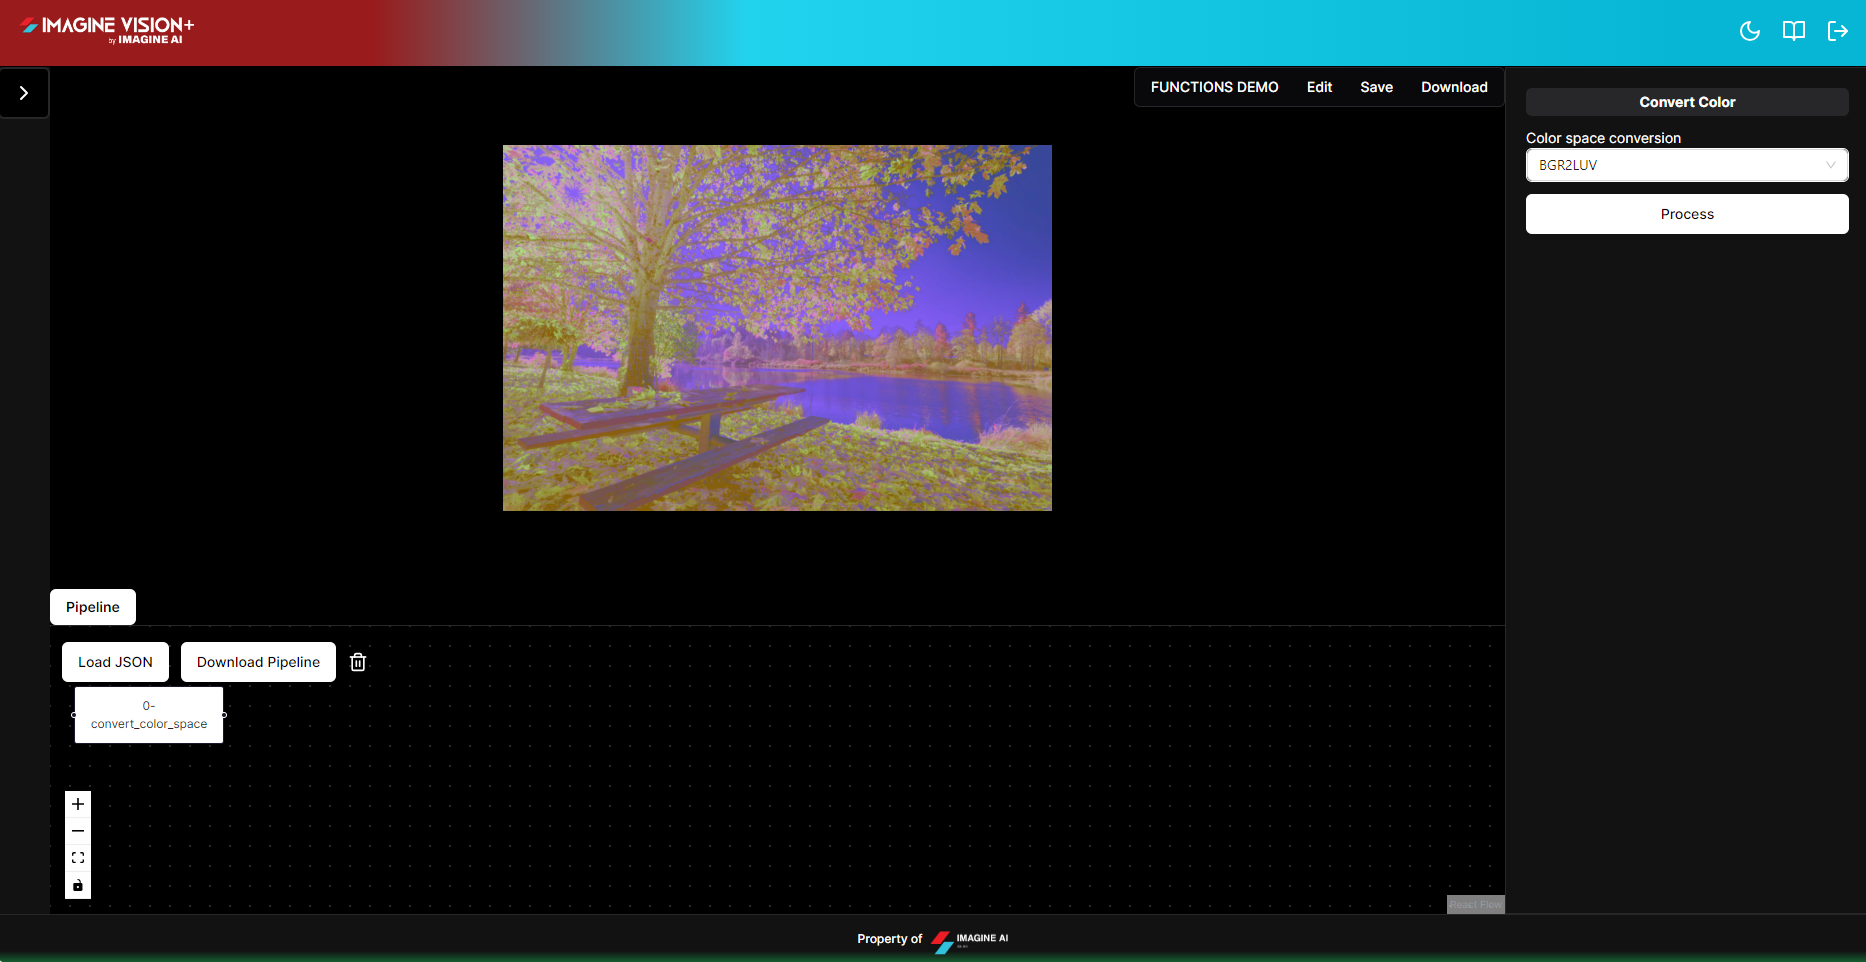 IMAGINE VISION+
by IMAGINE AI
FUNCTIONS DEMO Edit Save Download
Convert Color
Color space conversion
BGR2LUV
Process
Pipeline
Load JSON Download Pipeline
0-
convert_color_space
React Flow
Property of IMAGINE AI